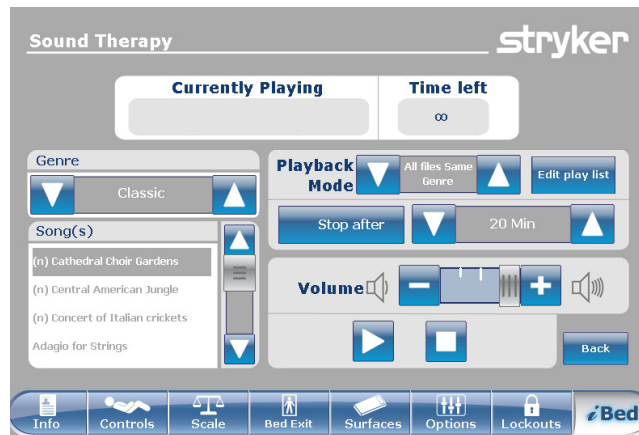 Sound Therapy
stryker
Currently Playing
Time left
∞
Genre
Classic
Song(s)
(n) Cathedral Choir Gardens
(n) Central American Jungle
(n) Concert of Italian crickets
Adagio for Strings
Playback
Mode
All files Same
Genre
Edit play list
Stop after
20 Min
Volume
Back
Info
Controls
Scale
Bed Exit
Surfaces
Options
Lockouts
iBed